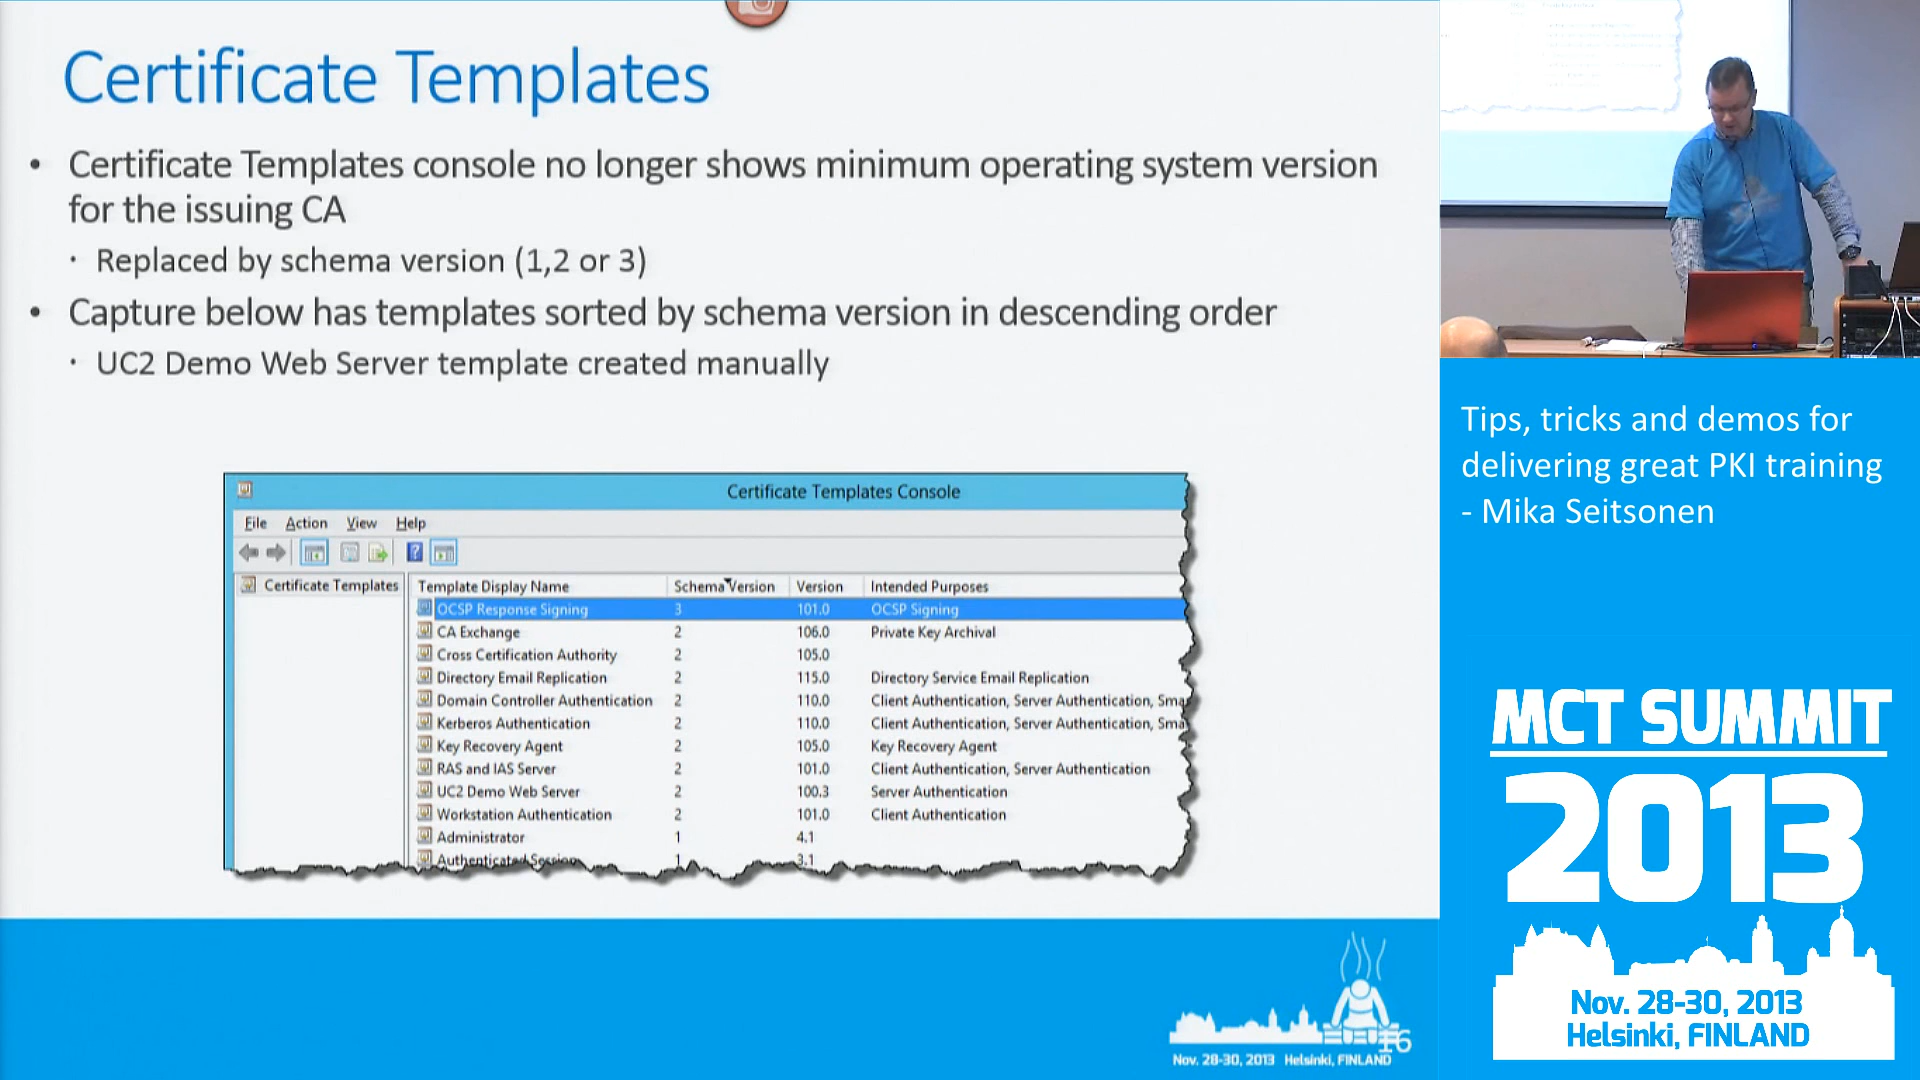 Certificate Templates
• Certificate Templates console no longer shows minimum operating system version
for the issuing CA
· Replaced by schema version (1,2 or 3)
• Capture below has templates sorted by schema version in descending order
· UC2 Demo Web Server template created manually
Certificate Templates Console
File Action View Help
Certificate Templates
Template Display Name Schema Version Version Intended Purposes
OCSP Response Signing 3 101.0 OCSP Signing
CA Exchange 2 106.0 Private Key Archival
Cross Certification Authority 2 105.0
Directory Email Replication 2 115.0 Directory Service Email Replication
Domain Controller Authentication 2 110.0 Client Authentication, Server Authentication, Sma
Kerberos Authentication 2 110.0 Client Authentication, Server Authentication, Sma
Key Recovery Agent 2 105.0 Key Recovery Agent
RAS and IAS Server 2 101.0 Client Authentication, Server Authentication
UC2 Demo Web Server 2 100.3 Server Authentication
Workstation Authentication 2 101.0 Client Authentication
Administrator 1 4.1
Authenticated Session 1 3.1
16
Nov. 28-30, 2013 Helsinki, FINLAND
Tips, tricks and demos for
delivering great PKI training
- Mika Seitsonen
MCT SUMMIT
2013
Nov. 28-30, 2013
Helsinki, FINLAND